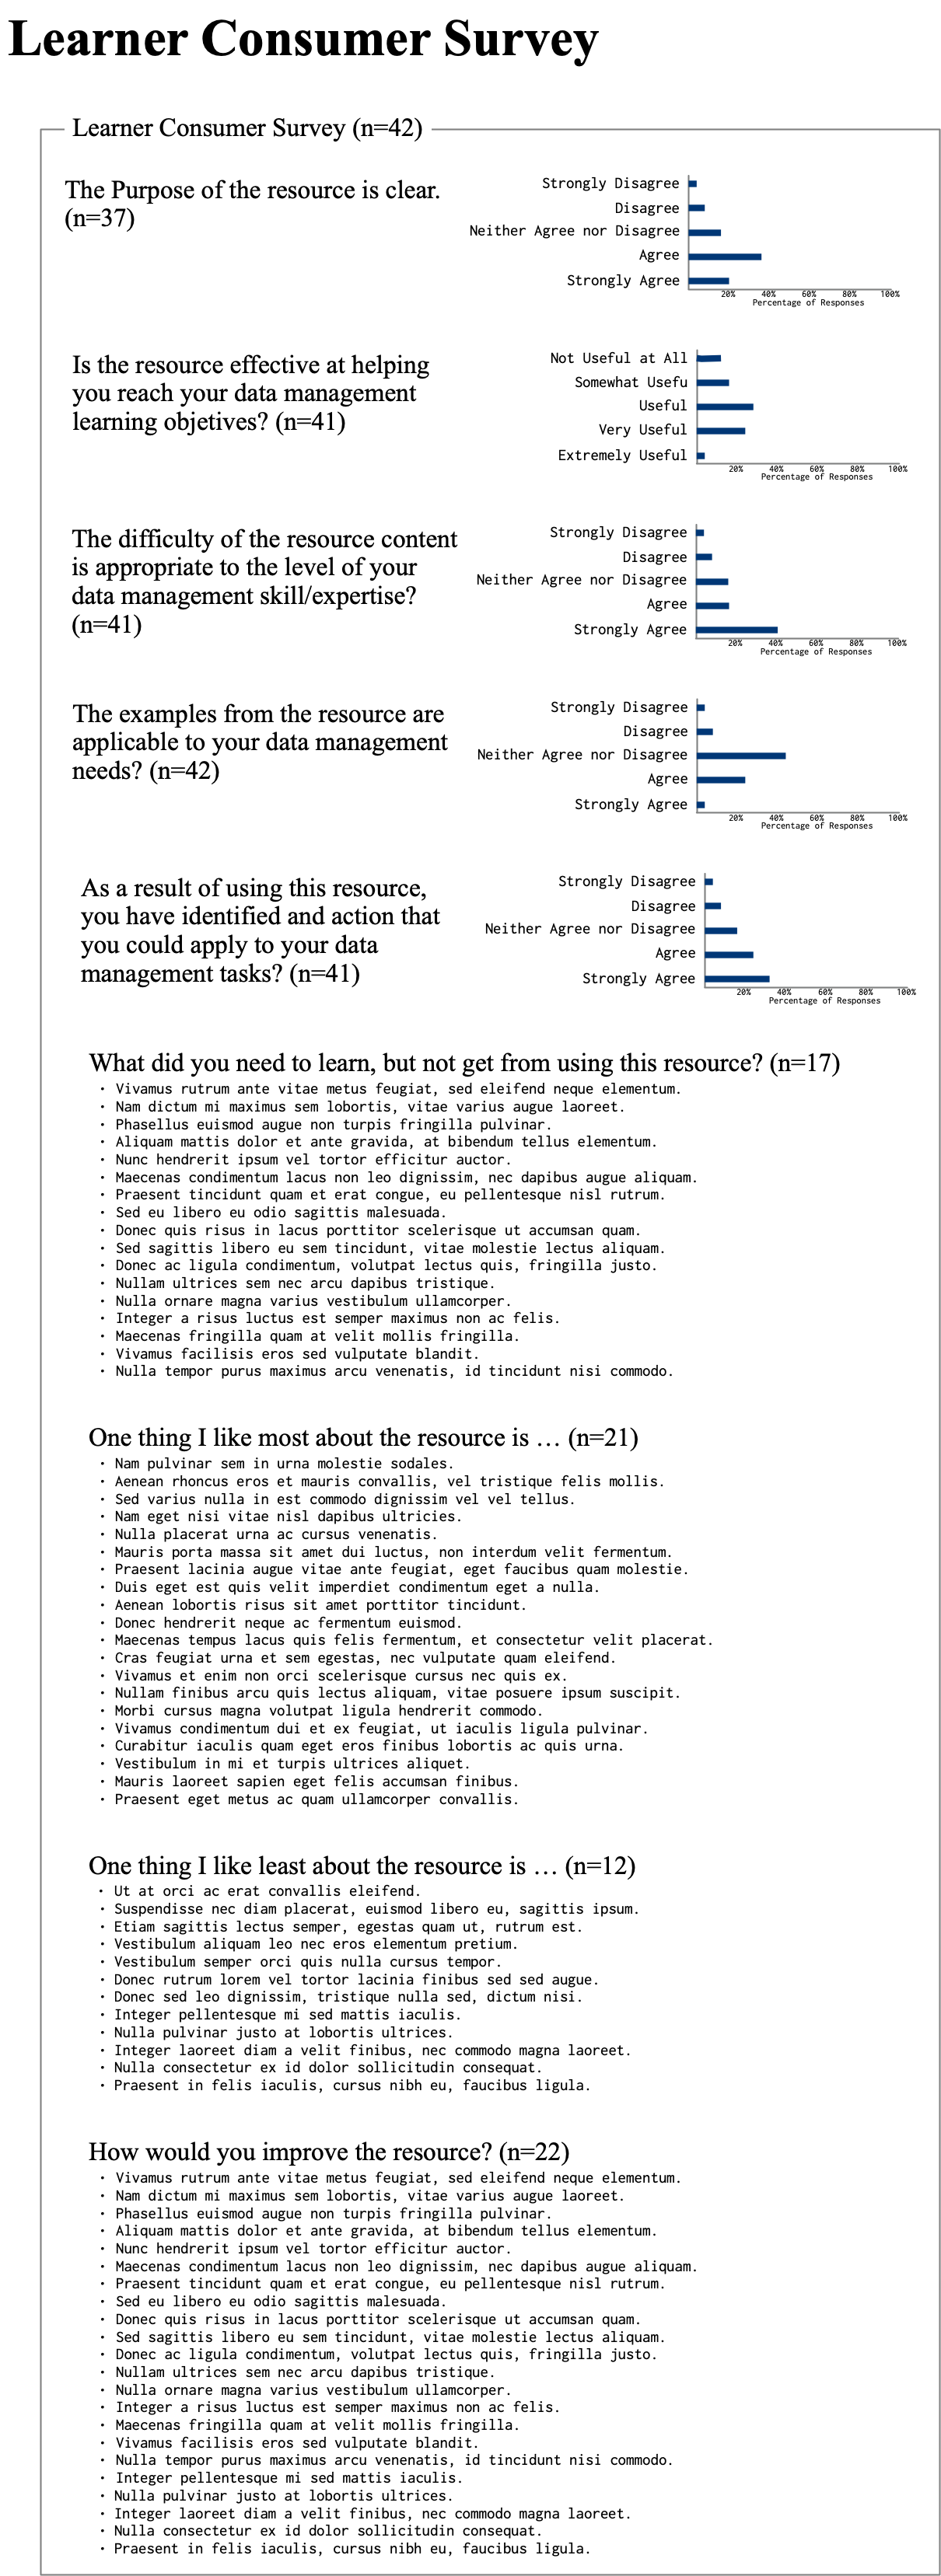 Learner Consumer Survey
Learner Consumer Survey (n=42)
The Purpose of the resource is clear.
(n=37)
Strongly Disagree
Disagree
Neither Agree nor Disagree
Agree
Strongly Agree
20% 40% 60% 80% 100%
Percentage of Responses
Is the resource effective at helping
you reach your data management
learning objetives? (n=41)
Not Useful at All
Somewhat Usefu
Useful
Very Useful
Extremely Useful
20% 40% 60% 80% 100%
Percentage of Responses
The difficulty of the resource content
is appropriate to the level of your
data management skill/expertise?
(n=41)
Strongly Disagree
Disagree
Neither Agree nor Disagree
Agree
Strongly Agree
20% 40% 60% 80% 100%
Percentage of Responses
The examples from the resource are
applicable to your data management
needs? (n=42)
Strongly Disagree
Disagree
Neither Agree nor Disagree
Agree
Strongly Agree
20% 40% 60% 80% 100%
Percentage of Responses
As a result of using this resource,
you have identified and action that
you could apply to your data
management tasks? (n=41)
Strongly Disagree
Disagree
Neither Agree nor Disagree
Agree
Strongly Agree
20% 40% 60% 80% 100%
Percentage of Responses
What did you need to learn, but not get from using this resource? (n=17)
· Vivamus rutrum ante vitae metus feugiat, sed eleifend neque elementum.
· Nam dictum mi maximus sem lobortis, vitae varius augue laoreet.
· Phasellus euismod augue non turpis fringilla pulvinar.
· Aliquam mattis dolor et ante gravida, at bibendum tellus elementum.
· Nunc hendrerit ipsum vel tortor efficitur auctor.
· Maecenas condimentum lacus non leo dignissim, nec dapibus augue aliquam.
· Praesent tincidunt quam et erat congue, eu pellentesque nisl rutrum.
· Sed eu libero eu odio sagittis malesuada.
· Donec quis risus in lacus porttitor scelerisque ut accumsan quam.
· Sed sagittis libero eu sem tincidunt, vitae molestie lectus aliquam.
· Donec ac ligula condimentum, volutpat lectus quis, fringilla justo.
· Nullam ultrices sem nec arcu dapibus tristique.
· Nulla ornare magna varius vestibulum ullamcorper.
· Integer a risus luctus est semper maximus non ac felis.
· Maecenas fringilla quam at velit mollis fringilla.
· Vivamus facilisis eros sed vulputate blandit.
· Nulla tempor purus maximus arcu venenatis, id tincidunt nisi commodo.
One thing I like most about the resource is … (n=21)
· Nam pulvinar sem in urna molestie sodales.
· Aenean rhoncus eros et mauris convallis, vel tristique felis mollis.
· Sed varius nulla in est commodo dignissim vel vel tellus.
· Nam eget nisi vitae nisl dapibus ultricies.
· Nulla placerat urna ac cursus venenatis.
· Mauris porta massa sit amet dui luctus, non interdum velit fermentum.
· Praesent lacinia augue vitae ante feugiat, eget faucibus quam molestie.
· Duis eget est quis velit imperdiet condimentum eget a nulla.
· Aenean lobortis risus sit amet porttitor tincidunt.
· Donec hendrerit neque ac fermentum euismod.
· Maecenas tempus lacus quis felis fermentum, et consectetur velit placerat.
· Cras feugiat urna et sem egestas, nec vulputate quam eleifend.
· Vivamus et enim non orci scelerisque cursus nec quis ex.
· Nullam finibus arcu quis lectus aliquam, vitae posuere ipsum suscipit.
· Morbi cursus magna volutpat ligula hendrerit commodo.
· Vivamus condimentum dui et ex feugiat, ut iaculis ligula pulvinar.
· Curabitur iaculis quam eget eros finibus lobortis ac quis urna.
· Vestibulum in mi et turpis ultrices aliquet.
· Mauris laoreet sapien eget felis accumsan finibus.
· Praesent eget metus ac quam ullamcorper convallis.
One thing I like least about the resource is … (n=12)
· Ut at orci ac erat convallis eleifend.
· Suspendisse nec diam placerat, euismod libero eu, sagittis ipsum.
· Etiam sagittis lectus semper, egestas quam ut, rutrum est.
· Vestibulum aliquam leo nec eros elementum pretium.
· Vestibulum semper orci quis nulla cursus tempor.
· Donec rutrum lorem vel tortor lacinia finibus sed sed augue.
· Donec sed leo dignissim, tristique nulla sed, dictum nisi.
· Integer pellentesque mi sed mattis iaculis.
· Nulla pulvinar justo at lobortis ultrices.
· Integer laoreet diam a velit finibus, nec commodo magna laoreet.
· Nulla consectetur ex id dolor sollicitudin consequat.
· Praesent in felis iaculis, cursus nibh eu, faucibus ligula.
How would you improve the resource? (n=22)
· Vivamus rutrum ante vitae metus feugiat, sed eleifend neque elementum.
· Nam dictum mi maximus sem lobortis, vitae varius augue laoreet.
· Phasellus euismod augue non turpis fringilla pulvinar.
· Aliquam mattis dolor et ante gravida, at bibendum tellus elementum.
· Nunc hendrerit ipsum vel tortor efficitur auctor.
· Maecenas condimentum lacus non leo dignissim, nec dapibus augue aliquam.
· Praesent tincidunt quam et erat congue, eu pellentesque nisl rutrum.
· Sed eu libero eu odio sagittis malesuada.
· Donec quis risus in lacus porttitor scelerisque ut accumsan quam.
· Sed sagittis libero eu sem tincidunt, vitae molestie lectus aliquam.
· Donec ac ligula condimentum, volutpat lectus quis, fringilla justo.
· Nullam ultrices sem nec arcu dapibus tristique.
· Nulla ornare magna varius vestibulum ullamcorper.
· Integer a risus luctus est semper maximus non ac felis.
· Maecenas fringilla quam at velit mollis fringilla.
· Vivamus facilisis eros sed vulputate blandit.
· Nulla tempor purus maximus arcu venenatis, id tincidunt nisi commodo.
· Integer pellentesque mi sed mattis iaculis.
· Nulla pulvinar justo at lobortis ultrices.
· Integer laoreet diam a velit finibus, nec commodo magna laoreet.
· Nulla consectetur ex id dolor sollicitudin consequat.
· Praesent in felis iaculis, cursus nibh eu, faucibus ligula.